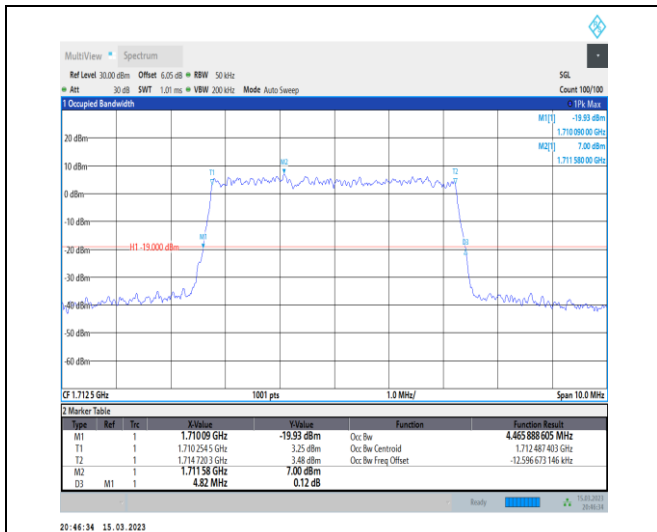 MultiView Spectrum
Ref Level 30.00 dBm Offset 6.05 dB RBW 50 kHz SGL
Att 30 dB SWT 1.01 ms VBW 200 kHz Mode Auto Sweep Count 100/100
1 Occupied Bandwidth 1Pk Max
M1[1] -19.93 dBm
1.710 090 00 GHz
M2[1] 7.00 dBm
1.711 580 00 GHz
20 dBm
10 dBm
T1 M2 T2
0 dBm
-10 dBm
M1 D3
H1 -19.000 dBm
-20 dBm
-30 dBm
-40 dBm
-50 dBm
-60 dBm
CF 1.712 5 GHz 1001 pts 1.0 MHz/ Span 10.0 MHz
2 Marker Table
Type Ref Trc X-Value Y-Value Function Function Result
M1 1 1.710 09 GHz -19.93 dBm Occ Bw 4.465 888 605 MHz
T1 1 1.710 254 5 GHz 3.25 dBm Occ Bw Centroid 1.712 487 403 GHz
T2 1 1.714 720 3 GHz 3.48 dBm Occ Bw Freq Offset -12.596 673 146 kHz
M2 1 1.711 58 GHz 7.00 dBm
D3 M1 1 4.82 MHz 0.12 dB
Ready 15.03.2023
20:46:34
20:46:34 15.03.2023